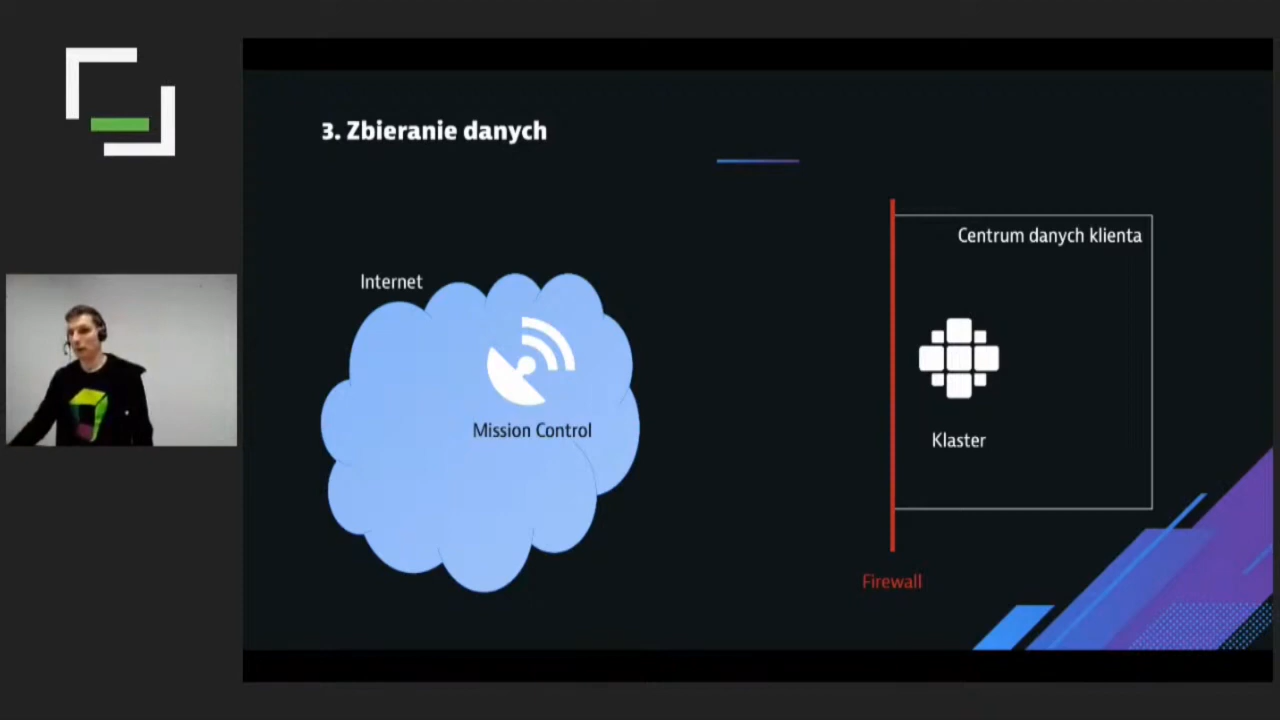 3. Zbieranie danych
Centrum danych klienta
Internet
Mission Control
Klaster
Firewall